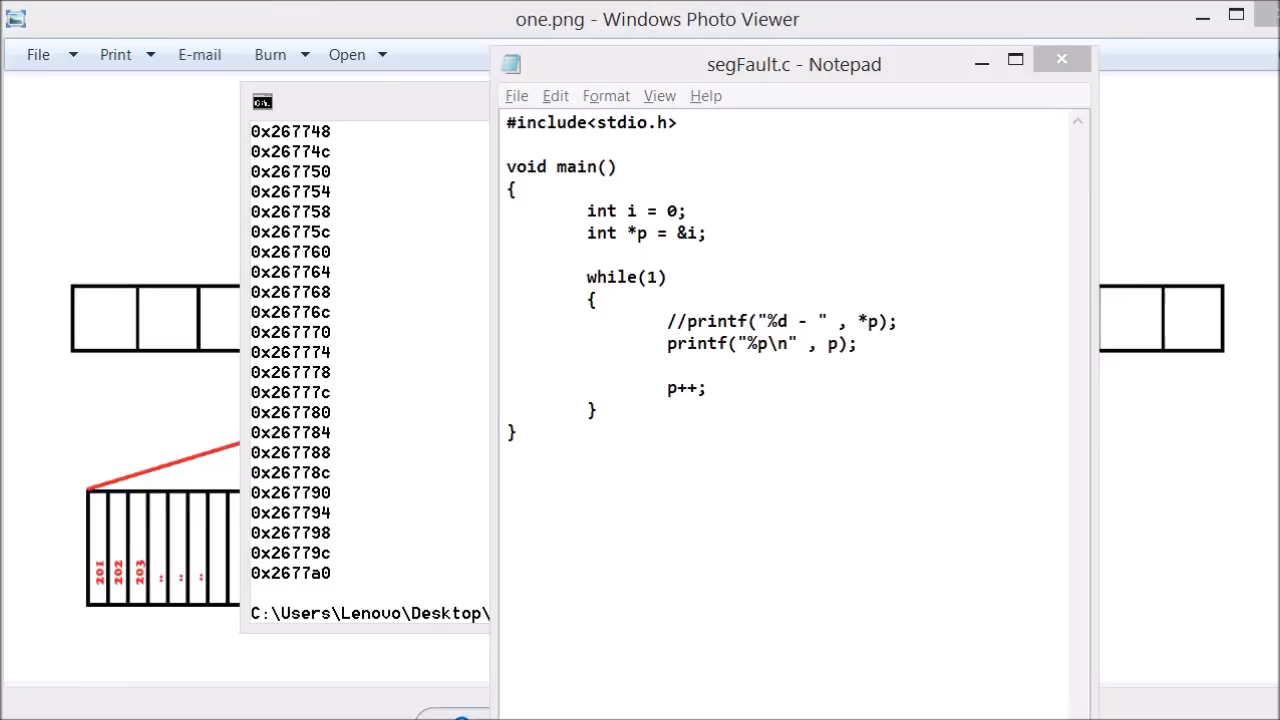 one.png - Windows Photo Viewer
File Print E-mail Burn Open
segFault.c - Notepad
File Edit Format View Help
0x267748
0x26774c
0x267750
0x267754
0x267758
0x26775c
0x267760
0x267764
0x267768
0x26776c
0x267770
0x267774
0x267778
0x26777c
0x267780
0x267784
0x267788
0x26778c
0x267790
0x267794
0x267798
0x26779c
0x2677a0
C:\Users\Lenovo\Desktop\
#include<stdio.h>
void main()
{
int i = 0;
int *p = &i;
while(1)
{
//printf("%d - " , *p);
printf("%p\n" , p);
p++;
}
}
201
202
203
..
..
..